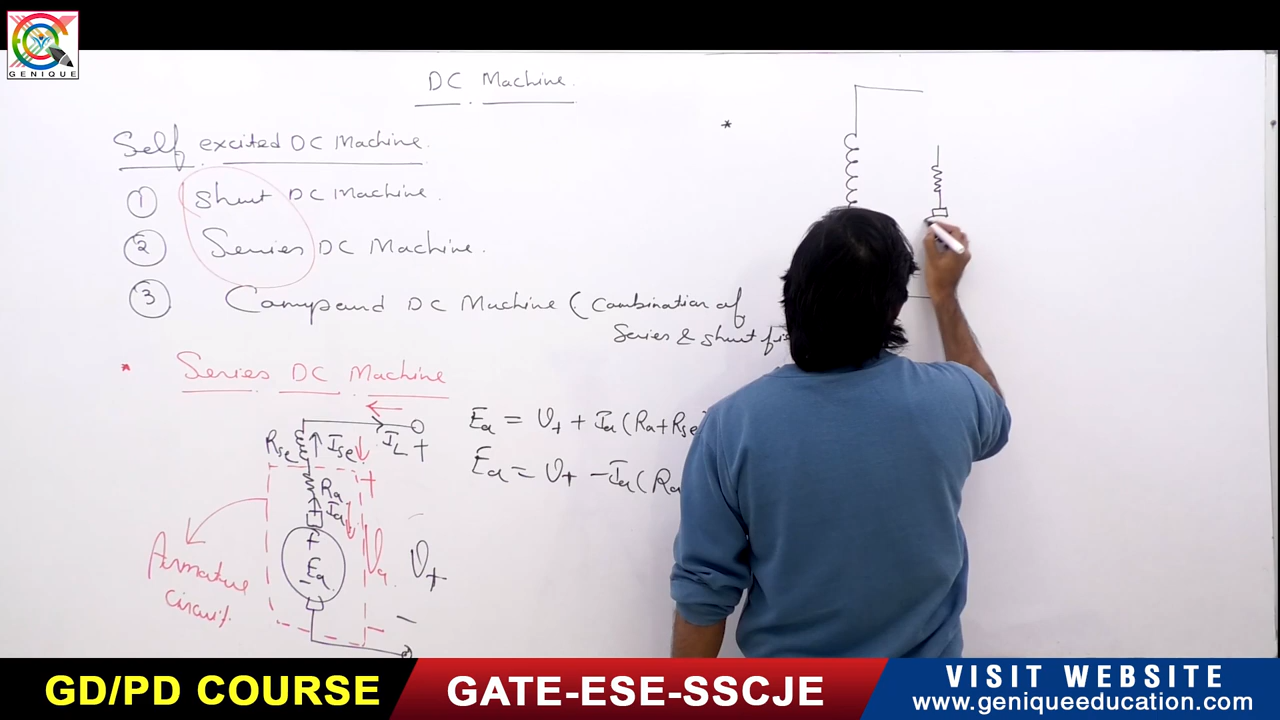 GENIQUE
DC Machine.
Self excited DC Machine.
① Shunt DC Machine.
② Series DC Machine.
③ Compound DC Machine (Combination of
Series & shunt
* Series DC Machine
*
Rse Ise IL +
Ra
Ia
+
+
Ea
-
Va
-
Vt
-
Armature
circuit.
Ea = Vt + Ia (Ra+Rse
Ea = Vt - Ia (Ra
GD/PD COURSE
GATE-ESE-SSCJE
VISIT WEBSITE
www.geniqueeducation.com